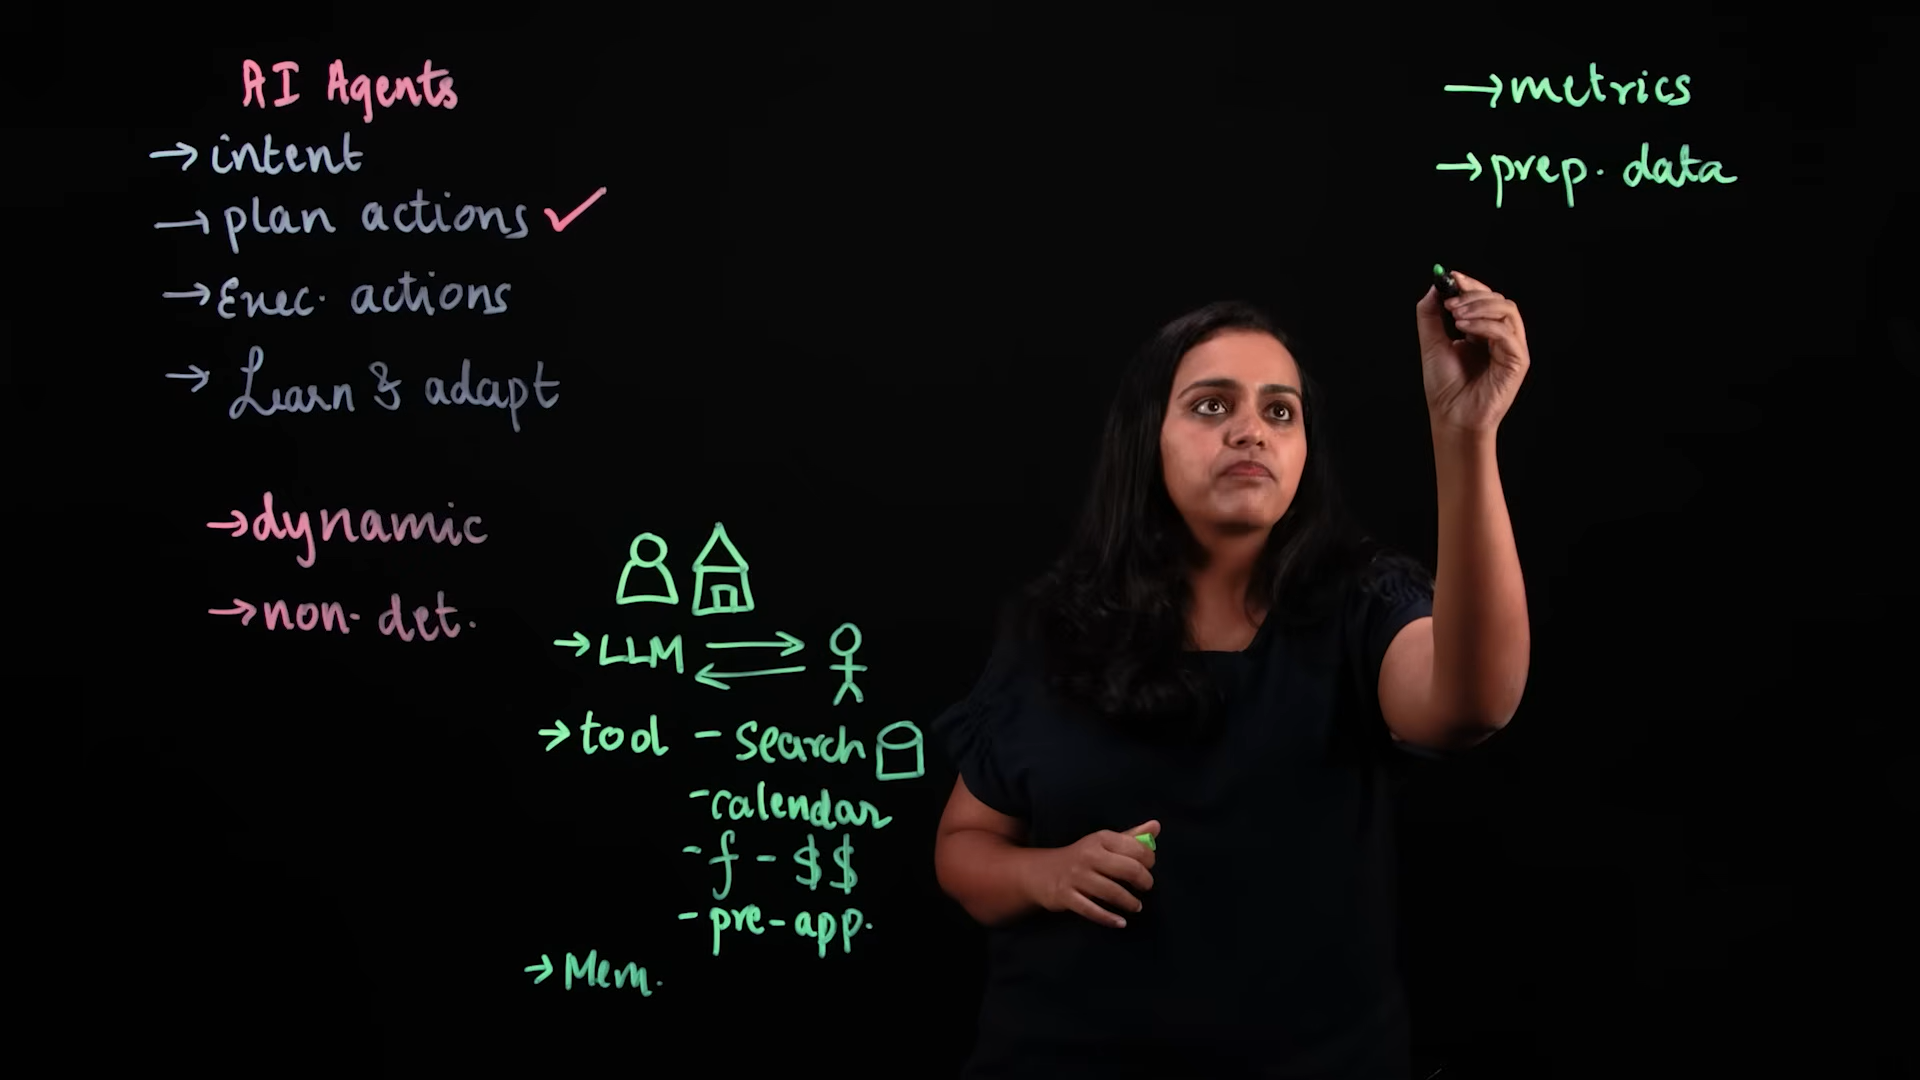 AI Agents
→ intent
→ plan actions ✓
→ Exec. actions
→ Learn & adapt
→ dynamic
→ non-det.
→ LLM
→ tool - search
- calendar
- f - $$
- pre-app.
→ Mem.
→ metrics
→ prep. data